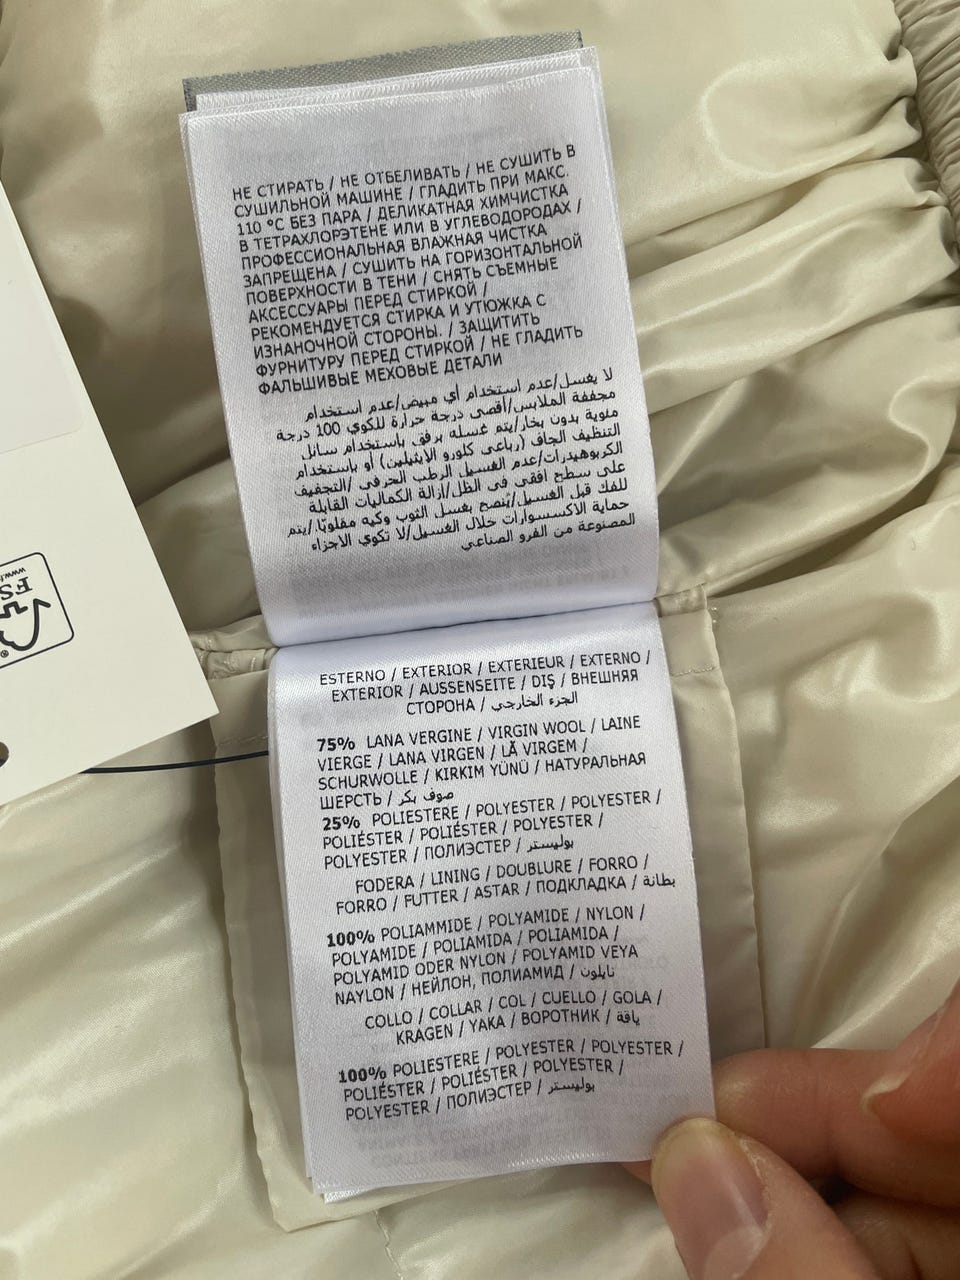 НЕ СТИРАТЬ / НЕ ОТБЕЛИВАТЬ / НЕ СУШИТЬ В
СУШИЛЬНОЙ МАШИНЕ / ГЛАДИТЬ ПРИ МАКС.
110 °C БЕЗ ПАРА / ДЕЛИКАТНАЯ ХИМЧИСТКА
В ТЕТРАХЛОРЭТЕНЕ ИЛИ В УГЛЕВОДОРОДАХ /
ПРОФЕССИОНАЛЬНАЯ ВЛАЖНАЯ ЧИСТКА
ЗАПРЕЩЕНА / СУШИТЬ НА ГОРИЗОНТАЛЬНОЙ
ПОВЕРХНОСТИ В ТЕНИ / СНЯТЬ СЪЕМНЫЕ
АКСЕССУАРЫ ПЕРЕД СТИРКОЙ /
РЕКОМЕНДУЕТСЯ СТИРКА И УТЮЖКА С
ИЗНАНОЧНОЙ СТОРОНЫ. / ЗАЩИТИТЬ
ФУРНИТУРУ ПЕРЕД СТИРКОЙ / НЕ ГЛАДИТЬ
ФАЛЬШИВЫЕ МЕХОВЫЕ ДЕТАЛИ
لا يغسل/عدم استخدام أي مبيض/عدم استخدام
مجففة الملابس/أقصى درجة حرارة للكوي 100 درجة
مئوية بدون بخار/يتم غسله برفق باستخدام سائل
التنظيف الجاف (رباعي كلورو الايثيلين) أو باستخدام
الكربوهيدرات/عدم الغسيل الرطب الحرفي /التجفيف
على سطح افقي في الظل/إزالة الكماليات القابلة
للفك قبل الغسيل/يُنصح بغسل الثوب وكيه مقلوبًا./يتم
حماية الاكسسوارات خلال الغسيل/لا تكوي الاجزاء
المصنوعة من الفرو الصناعي
ESTERNO / EXTERIOR / EXTERIEUR / EXTERNO /
EXTERIOR / AUSSENSEITE / DIŞ / ВНЕШНЯЯ
СТОРОНА / الجزء الخارجي
75% LANA VERGINE / VIRGIN WOOL / LAINE
VIERGE / LANA VIRGEN / LÃ VIRGEM /
SCHURWOLLE / KIRKIM YÜNÜ / НАТУРАЛЬНАЯ
ШЕРСТЬ / صوف بكر
25% POLIESTERE / POLYESTER / POLYESTER /
POLIÉSTER / POLIÉSTER / POLYESTER /
POLYESTER / ПОЛИЭСТЕР / بوليستر
FODERA / LINING / DOUBLURE / FORRO /
FORRO / FUTTER / ASTAR / ПОДКЛАДКА / بطانة
100% POLIAMMIDE / POLYAMIDE / NYLON /
POLYAMIDE / POLIAMIDA / POLIAMIDA /
POLYAMID ODER NYLON / POLYAMID VEYA
NAYLON / НЕЙЛОН, ПОЛИАМИД / نايلون
COLLO / COLLAR / COL / CUELLO / GOLA /
KRAGEN / YAKA / ВОРОТНИК / ياقة
100% POLIESTERE / POLYESTER / POLYESTER /
POLIÉSTER / POLIÉSTER / POLYESTER /
POLYESTER / ПОЛИЭСТЕР / بوليستر